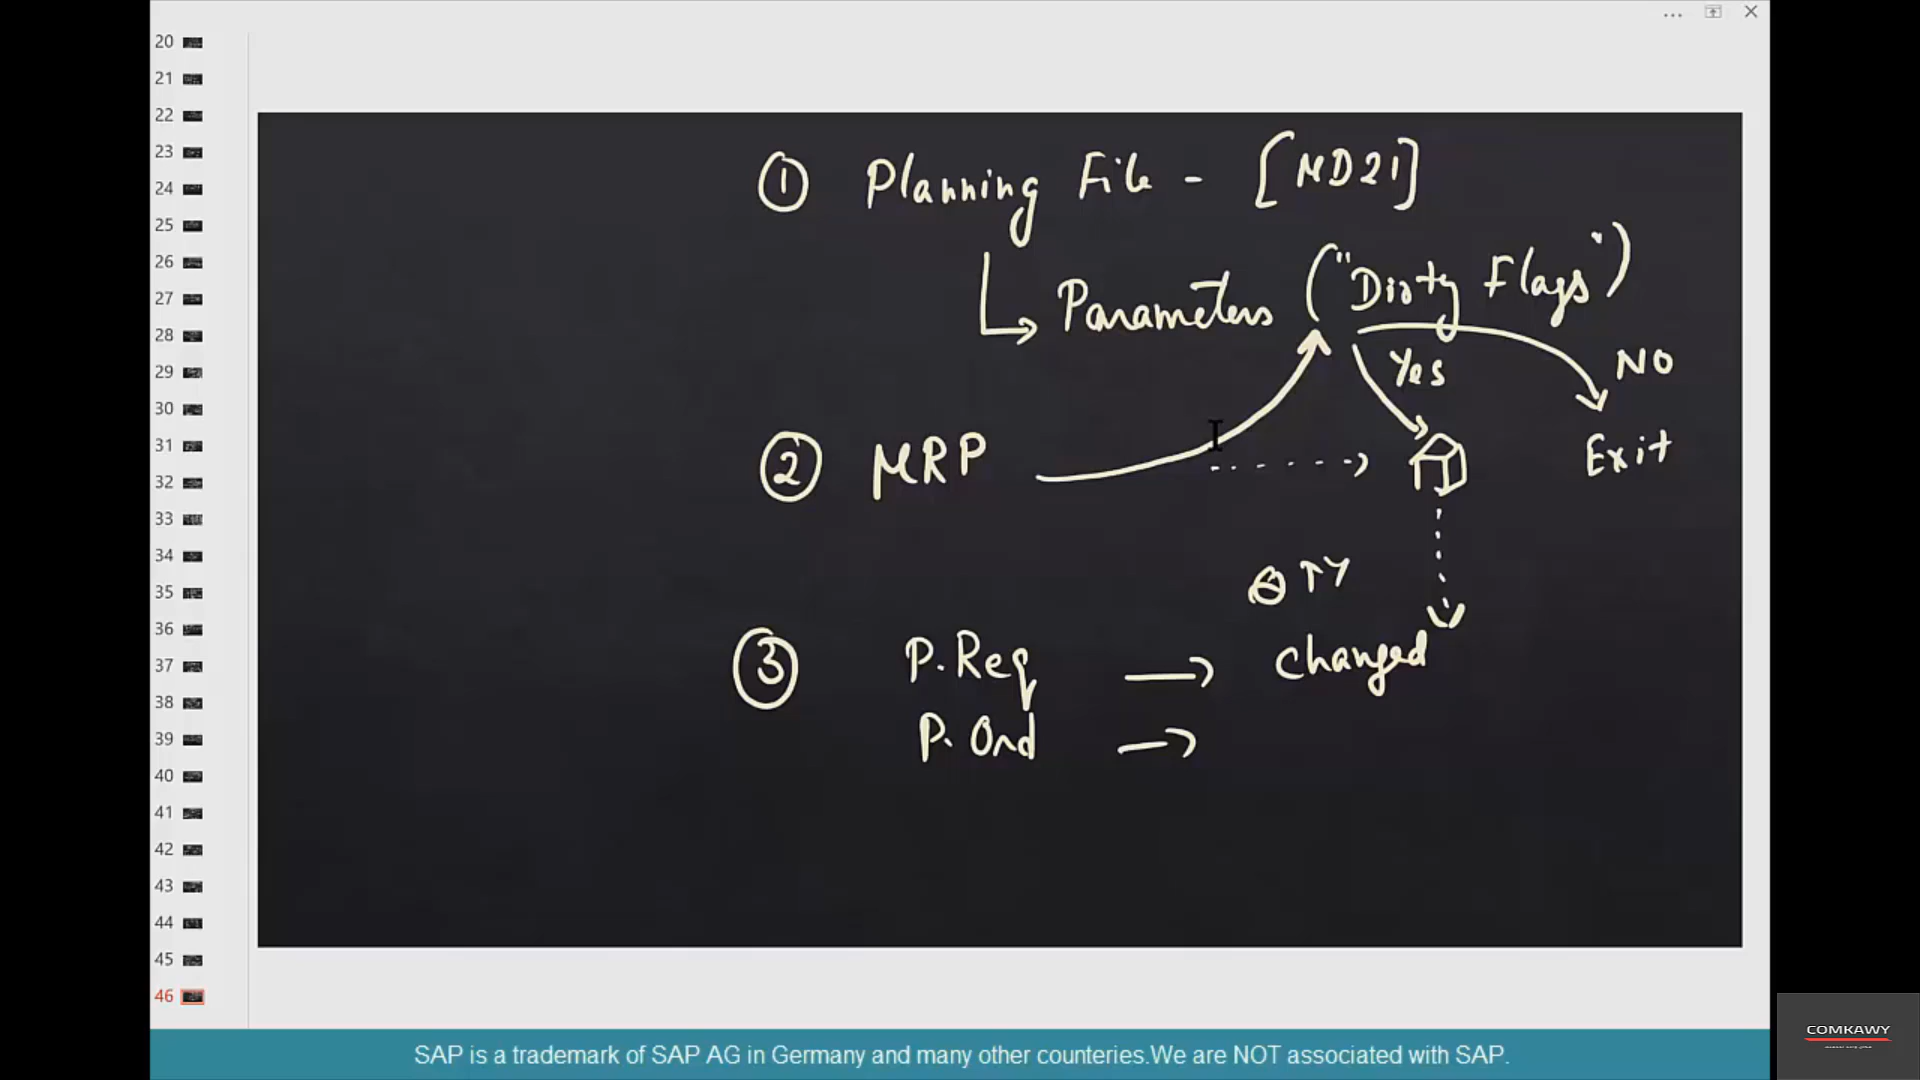 20
21
22
23
24
25
26
27
28
29
30
31
32
33
34
35
36
37
38
39
40
41
42
43
44
45
46
① Planning File - [MD21]
Parameters ("Dirty Flags")
Yes
NO
Exit
② MRP
QTY
③ P.Req → changed
P.Ord →
SAP is a trademark of SAP AG in Germany and many other counteries.We are NOT associated with SAP.
COMKAWY